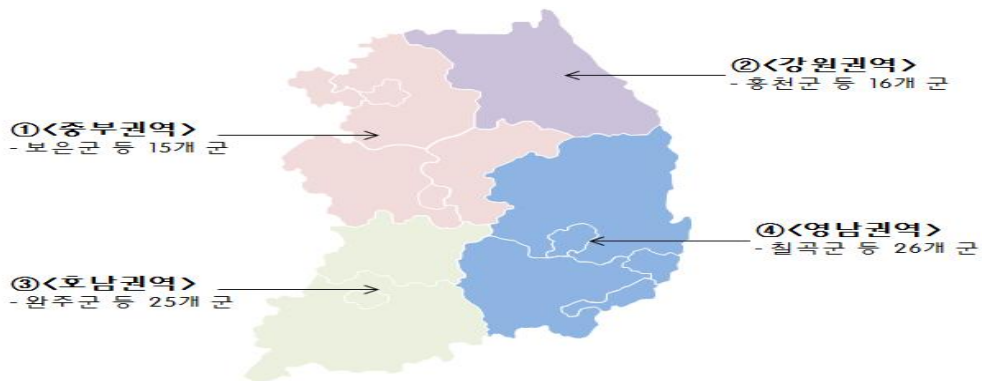 ①<중부권역>
- 보은군 등 15개 군
②<강원권역>
- 홍천군 등 16개 군
③<호남권역>
- 완주군 등 25개 군
④<영남권역>
- 칠곡군 등 26개 군